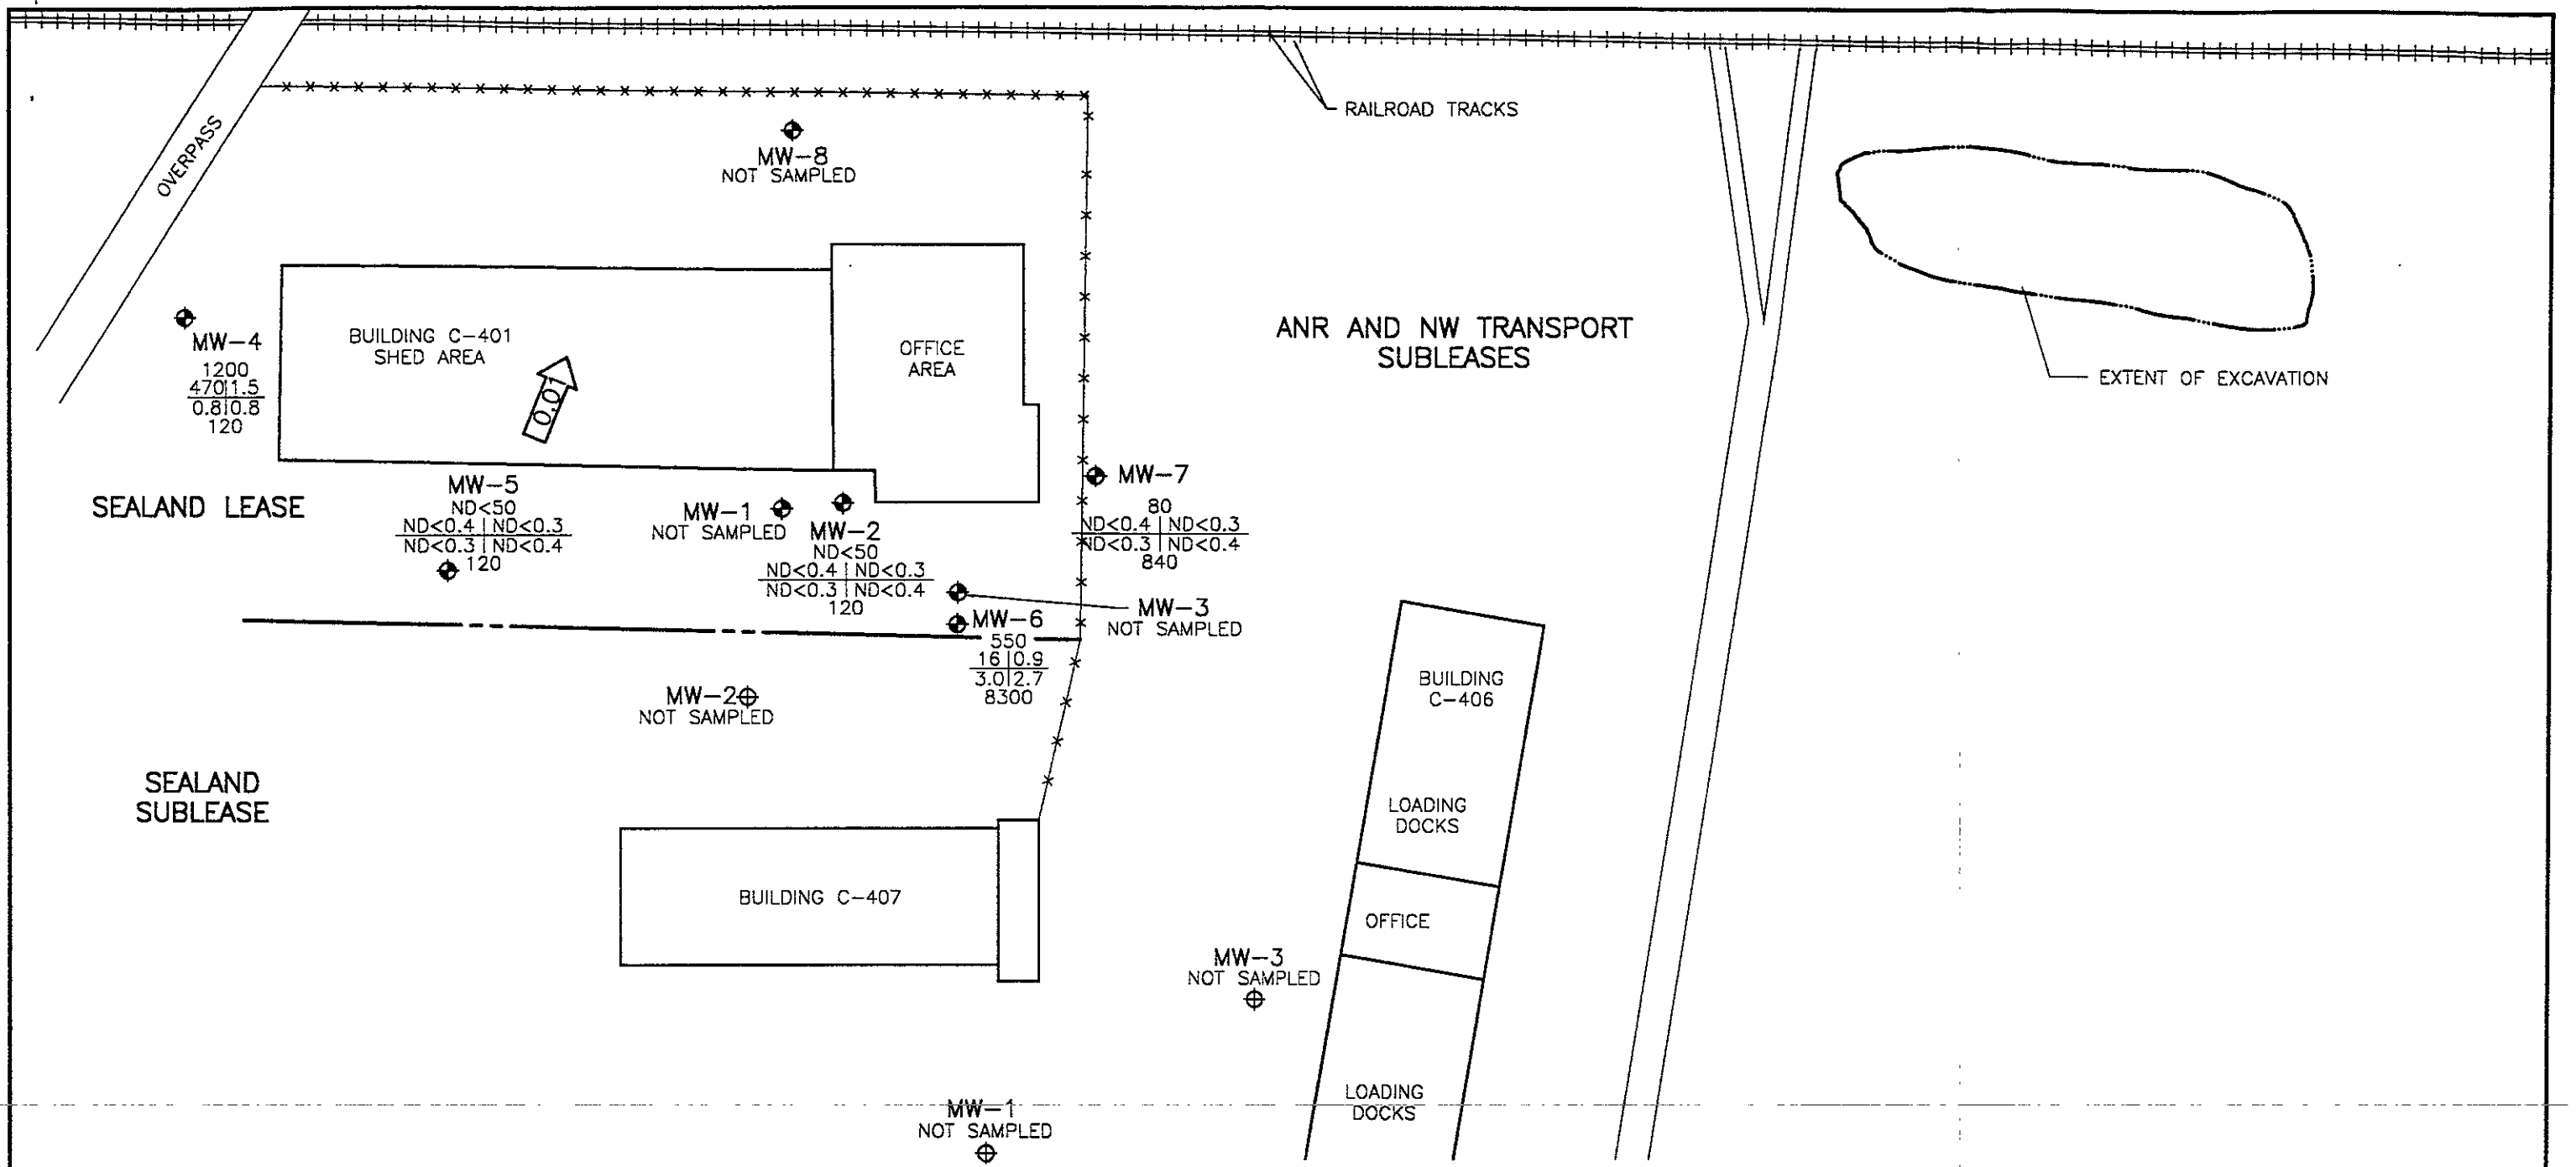 RAILROAD TRACKS
OVERPASS
MW-8
NOT SAMPLED
MW-4
1200
470|1.5
0.8|0.8
120
BUILDING C-401
SHED AREA
0.01
OFFICE
AREA
ANR AND NW TRANSPORT
SUBLEASES
EXTENT OF EXCAVATION
SEALAND LEASE
MW-5
ND<50
ND<0.4|ND<0.3
ND<0.3|ND<0.4
120
MW-1
NOT SAMPLED
MW-2
ND<50
ND<0.4|ND<0.3
ND<0.3|ND<0.4
120
MW-7
80
ND<0.4|ND<0.3
ND<0.3|ND<0.4
840
MW-3
NOT SAMPLED
MW-6
550
16|0.9
3.0|2.7
8300
MW-2
NOT SAMPLED
SEALAND
SUBLEASE
BUILDING
C-406
LOADING
DOCKS
BUILDING C-407
OFFICE
MW-3
NOT SAMPLED
LOADING
DOCKS
MW-1
NOT SAMPLED